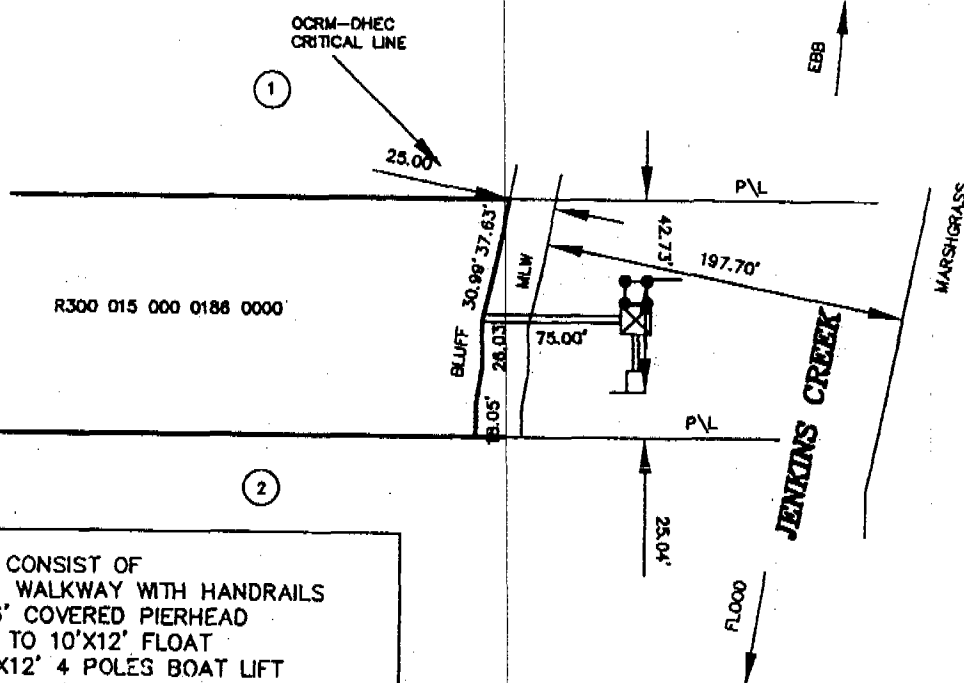 OCRM-DHEC
CRITICAL LINE
1
EBB
25.00'
P\L
MARSHGRASS
37.63'
30.99'
MLW
42.73'
197.70'
R300 015 000 0186 0000
BLUFF
26.03
75.00'
JENKINS CREEK
8.05'
P\L
2
25.04'
FLOOD
CONSIST OF
WALKWAY WITH HANDRAILS
' COVERED PIERHEAD
TO 10'X12' FLOAT
X12' 4 POLES BOAT LIFT